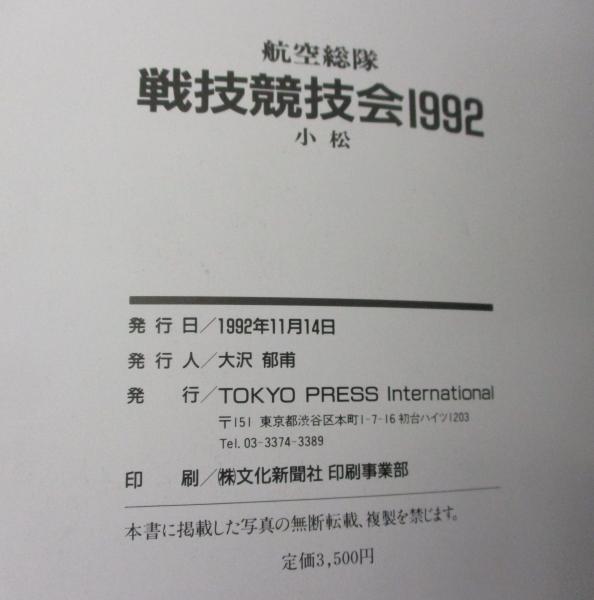 航空総隊
戦技競技会1992
小松
発行日／1992年11月14日
発行人／大沢 郁甫
発行／TOKYO PRESS International
〒151 東京都渋谷区本町1-7-16 初台ハイツ1203
Tel. 03-3374-3389
印刷／㈱文化新聞社 印刷事業部
本書に掲載した写真の無断転載、複製を禁じます。
定価3,500円